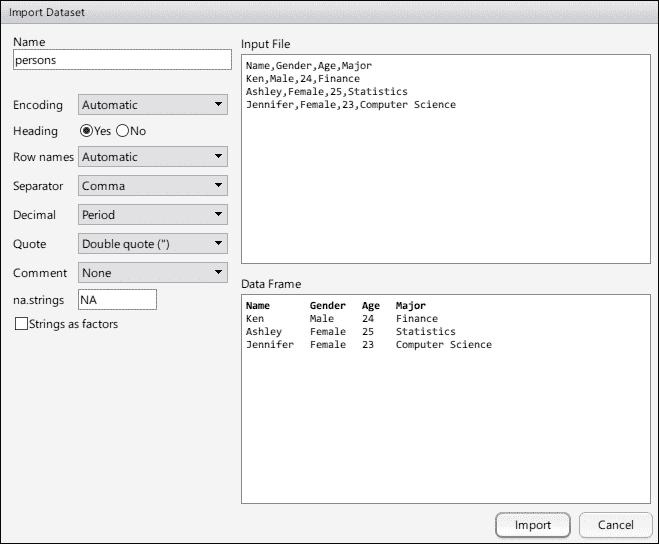 Import Dataset
Name
persons
Encoding Automatic
Heading Yes No
Row names Automatic
Separator Comma
Decimal Period
Quote Double quote (")
Comment None
na.strings NA
Strings as factors
Input File
Name,Gender,Age,Major
Ken,Male,24,Finance
Ashley,Female,25,Statistics
Jennifer,Female,23,Computer Science
Data Frame
Name Gender Age Major
Ken Male 24 Finance
Ashley Female 25 Statistics
Jennifer Female 23 Computer Science
Import Cancel